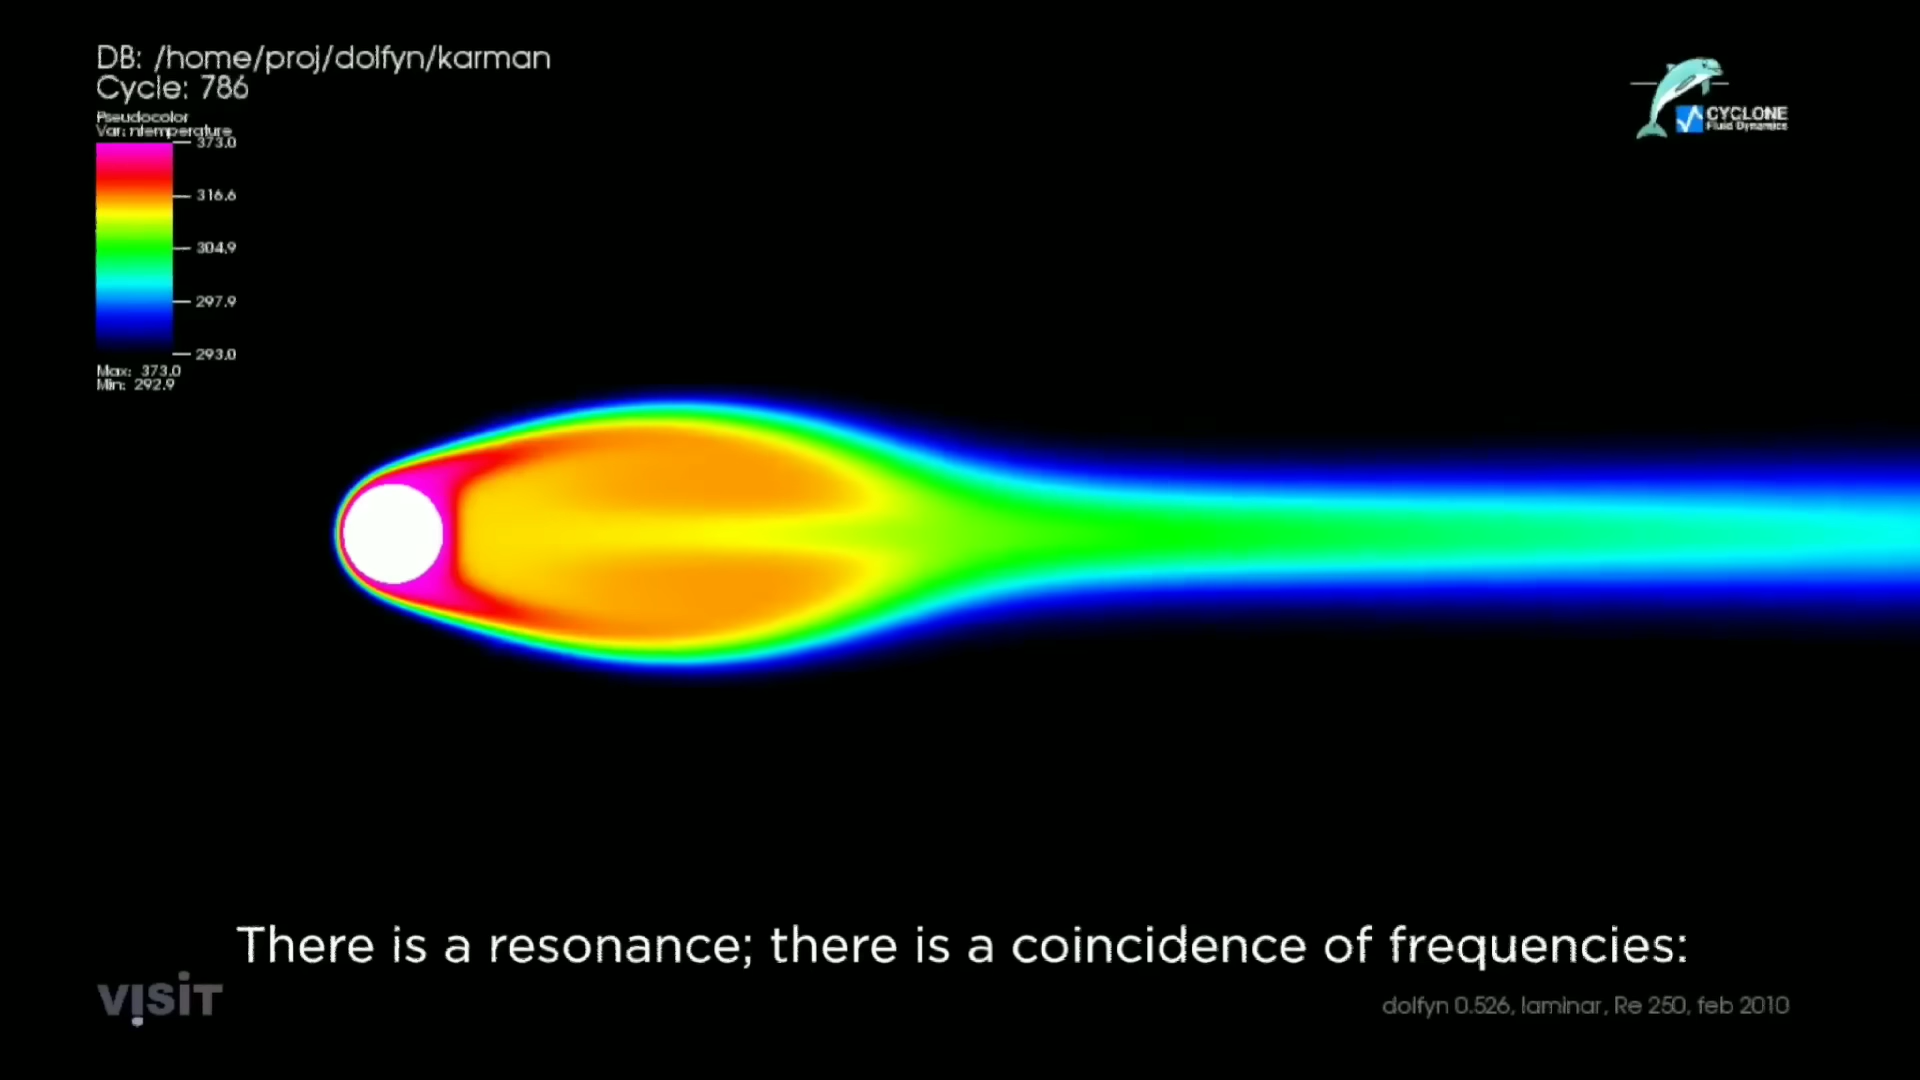 DB: /home/proj/dolfyn/karman
Cycle: 786
Pseudocolor
Var: ntemperature
373.0
316.6
304.9
297.9
293.0
Max: 373.0
Min: 292.9
CYCLONE
Fluid Dynamics
There is a resonance; there is a coincidence of frequencies:
VISIT
dolfyn 0.526, laminar, Re 250, feb 2010